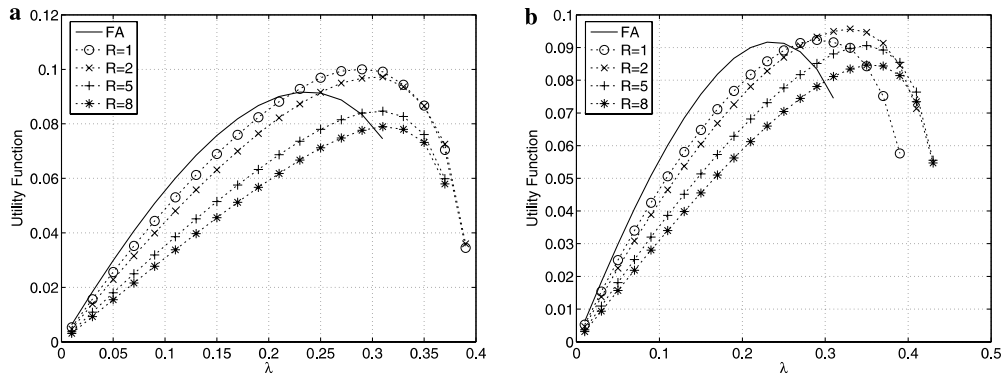 a
0.12
0.1
0.08
0.06
0.04
0.02
0
Utility Function
FA
R=1
R=2
R=5
R=8
0 0.05 0.1 0.15 0.2 0.25 0.3 0.35 0.4
λ
b
0.1
0.09
0.08
0.07
0.06
0.05
0.04
0.03
0.02
0.01
0
Utility Function
FA
R=1
R=2
R=5
R=8
0 0.1 0.2 0.3 0.4 0.5
λ